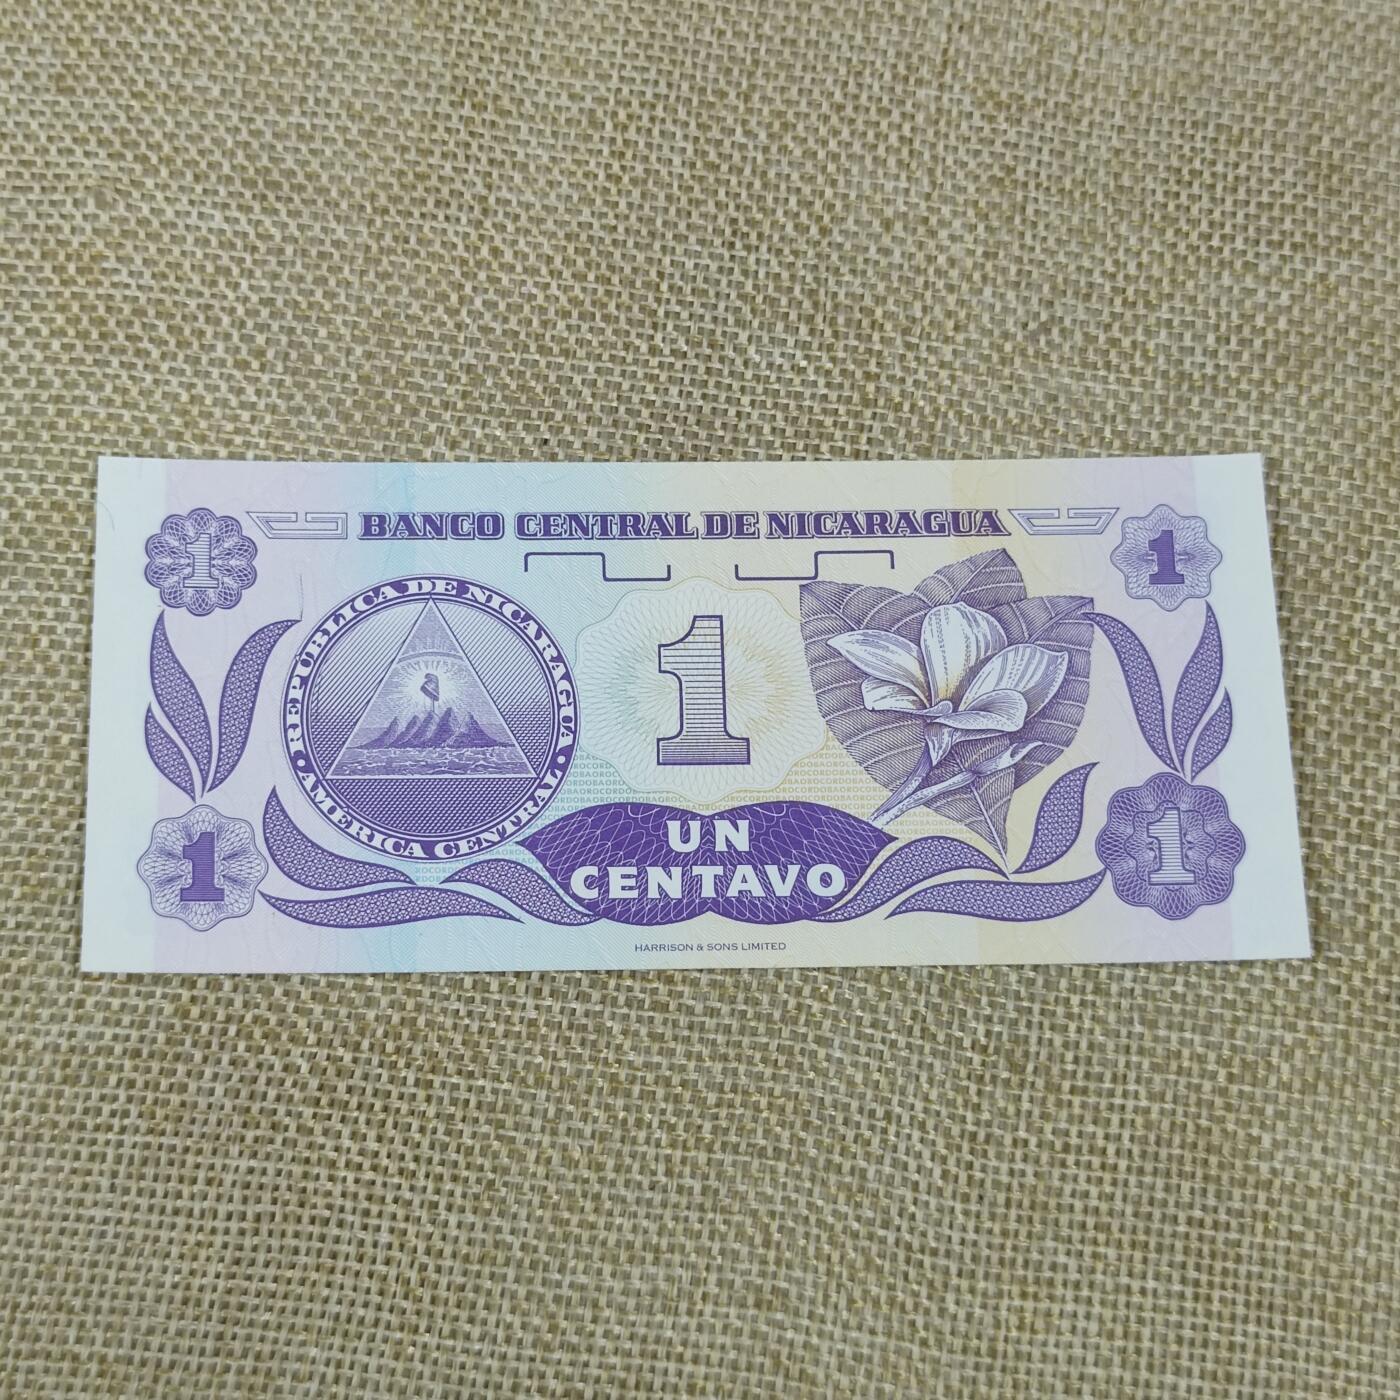 BANCO CENTRAL DE NICARAGUA
1
1
REPUBLICA DE NICARAGUA
AMERICA CENTRAL
1
UN
CENTAVO
1
1
HARRISON & SONS LIMITED